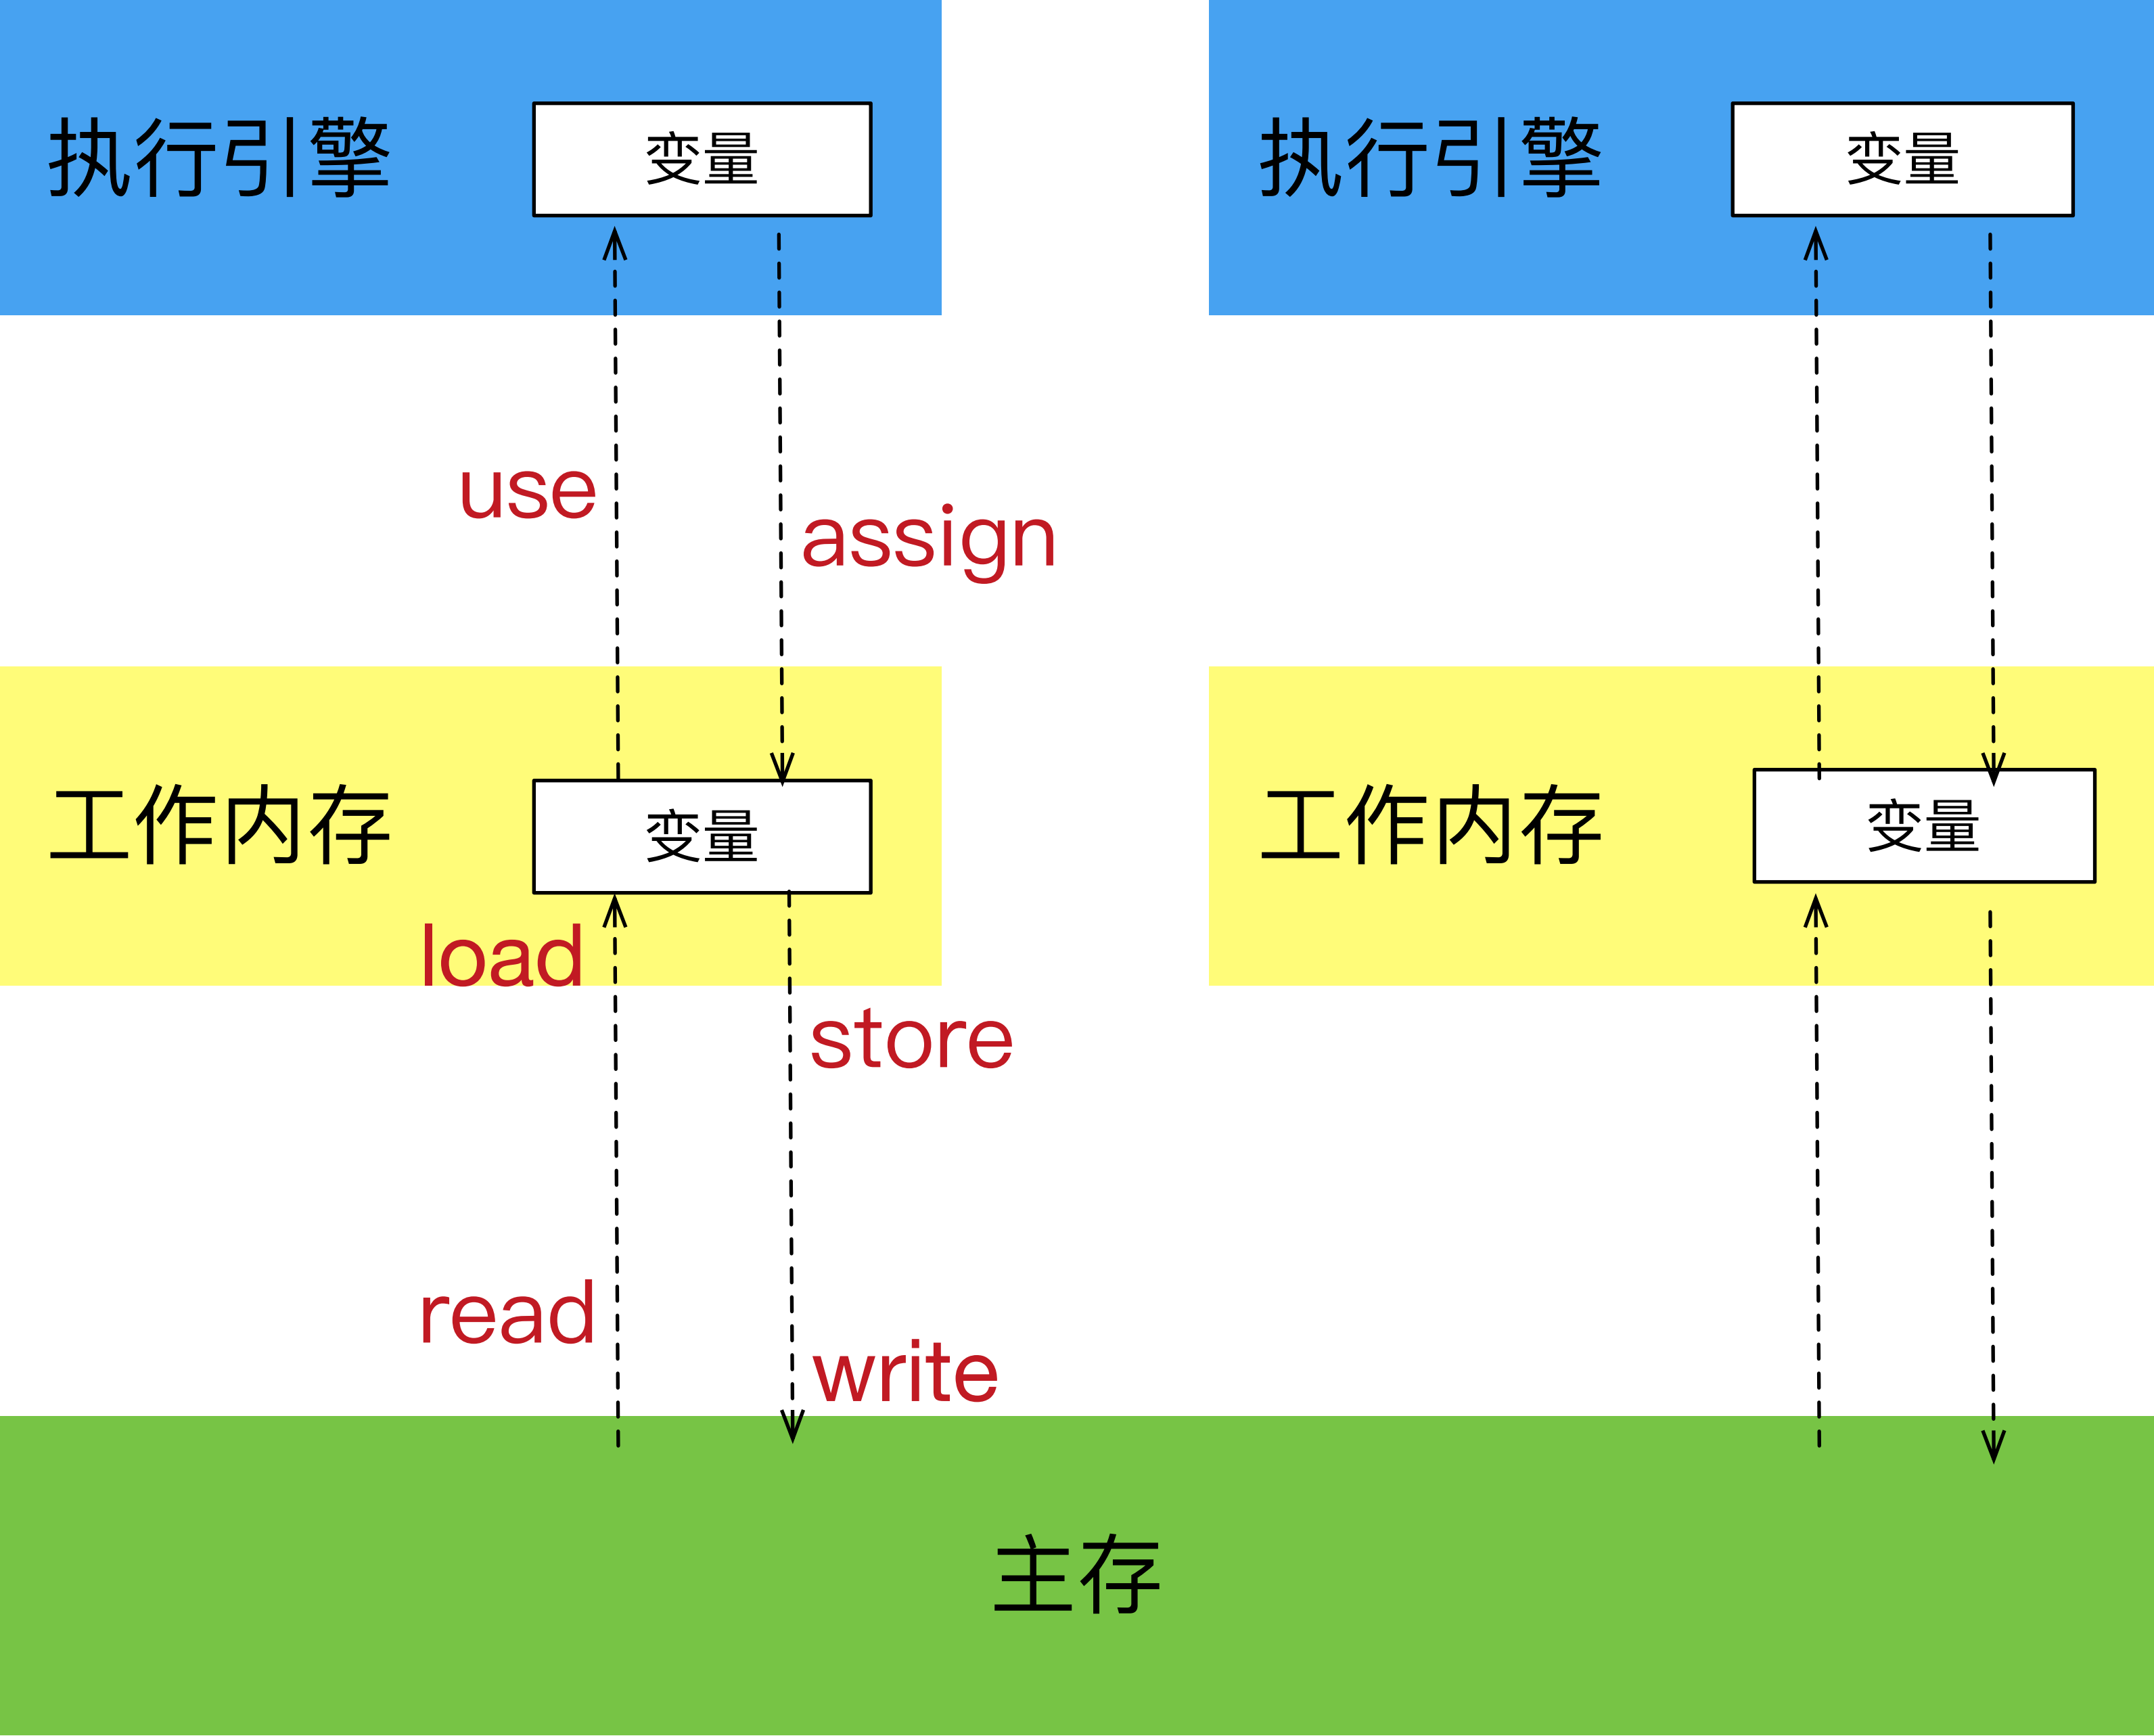 执行引擎
变量
执行引擎
变量
use
assign
工作内存
变量
工作内存
变量
load
store
read
write
主存